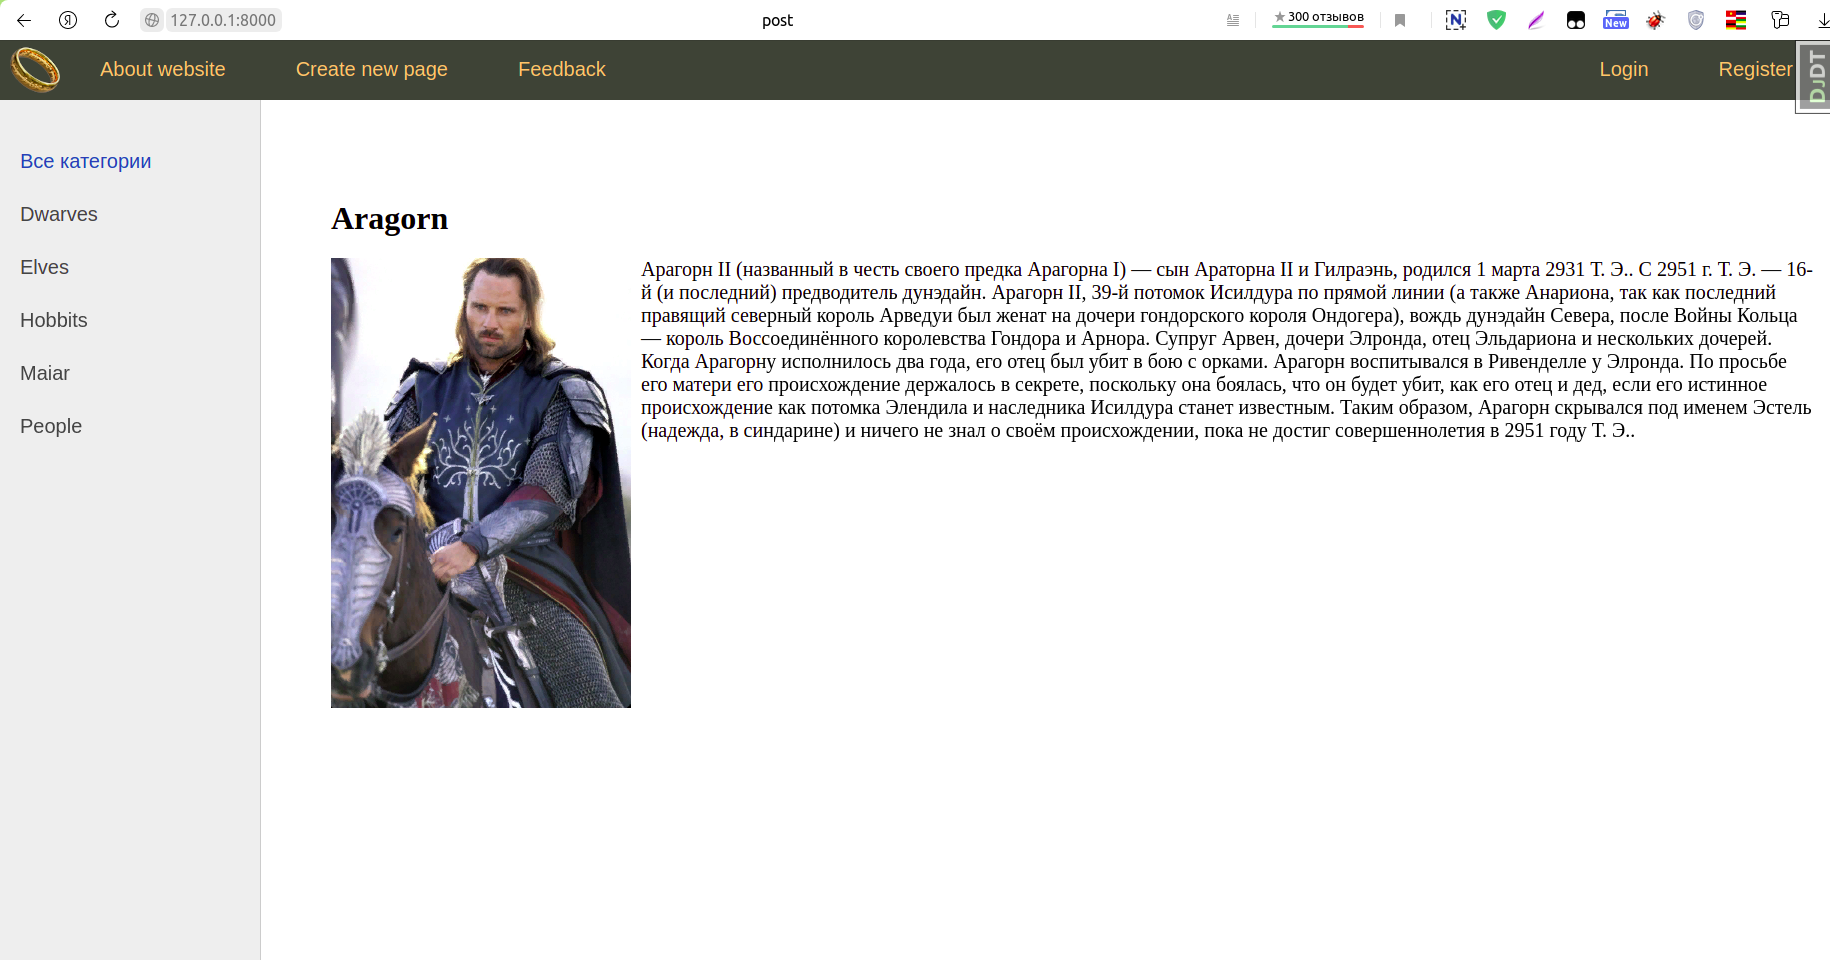 Я
127.0.0.1:8000
post
300 отзывов
N
New
About website
Create new page
Feedback
Login
Register
DJDT
Все категории
Dwarves
Elves
Hobbits
Maiar
People
Aragorn
Арагорн II (названный в честь своего предка Арагорна I) — сын Араторна II и Гилраэнь, родился 1 марта 2931 Т. Э.. С 2951 г. Т. Э. — 16-
й (и последний) предводитель дунэдайн. Арагорн II, 39-й потомок Исилдура по прямой линии (а также Анариона, так как последний
правящий северный король Арведуи был женат на дочери гондорского короля Ондогера), вождь дунэдайн Севера, после Войны Кольца
— король Воссоединённого королевства Гондора и Арнора. Супруг Арвен, дочери Элронда, отец Эльдариона и нескольких дочерей.
Когда Арагорну исполнилось два года, его отец был убит в бою с орками. Арагорн воспитывался в Ривенделле у Элронда. По просьбе
его матери его происхождение держалось в секрете, поскольку она боялась, что он будет убит, как его отец и дед, если его истинное
происхождение как потомка Элендила и наследника Исилдура станет известным. Таким образом, Арагорн скрывался под именем Эстель
(надежда, в синдарине) и ничего не знал о своём происхождении, пока не достиг совершеннолетия в 2951 году Т. Э..